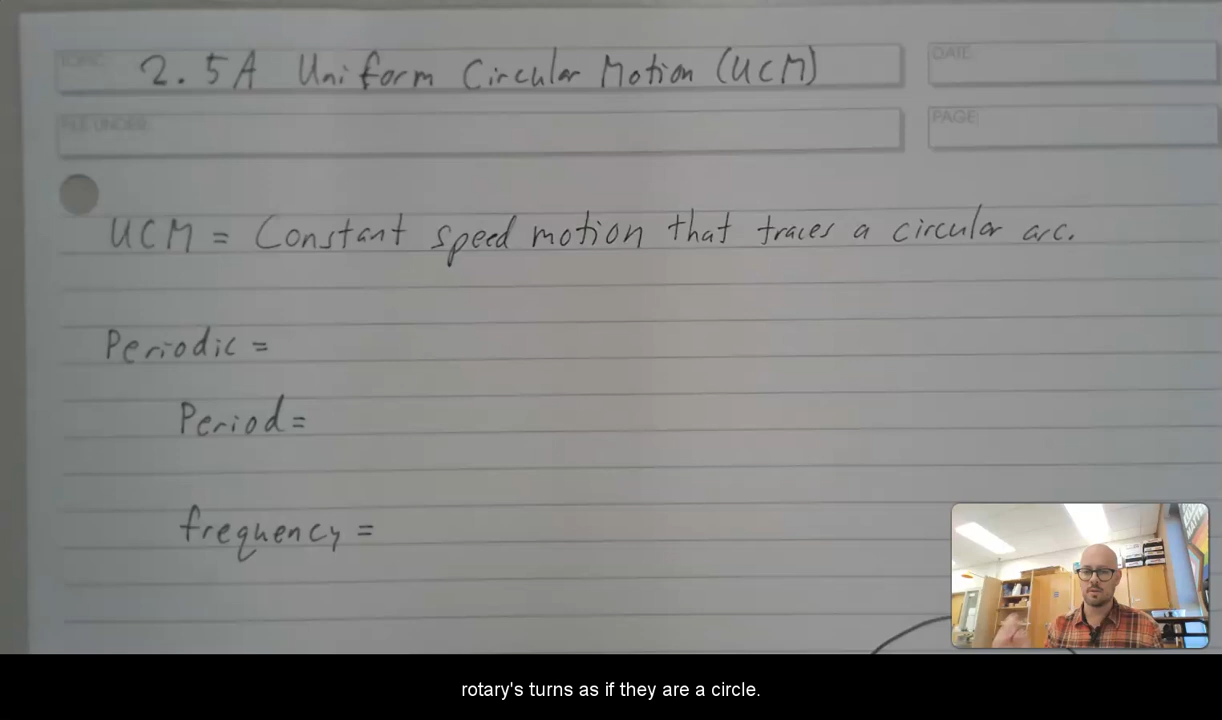 TOPIC:
2.5A Uniform Circular Motion (UCM)
DATE:
FILE UNDER:
PAGE:
UCM = Constant speed motion that traces a circular arc.
Periodic =
Period =
frequency =
rotary's turns as if they are a circle.